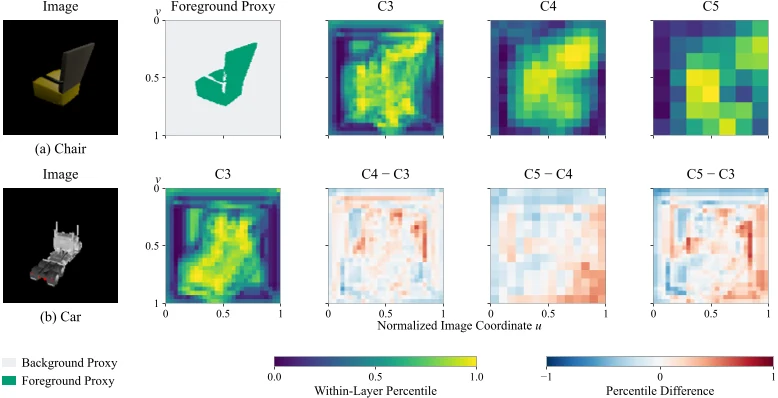 Image Foreground Proxy C3 C4 C5
v
0
0.5
1
(a) Chair
Image C3 C4 − C3 C5 − C4 C5 − C3
v
0
0.5
1
0 0.5 1 0 0.5 1 0 0.5 1 0 0.5 1
(b) Car
Normalized Image Coordinate u
Background Proxy
Foreground Proxy
0.0 0.5 1.0
Within-Layer Percentile
−1 0 1
Percentile Difference